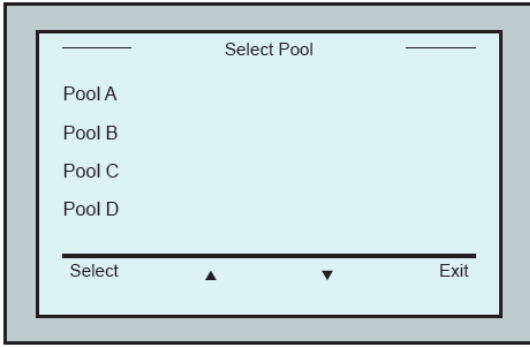 Select Pool
Pool A
Pool B
Pool C
Pool D
Select ▲ ▼ Exit